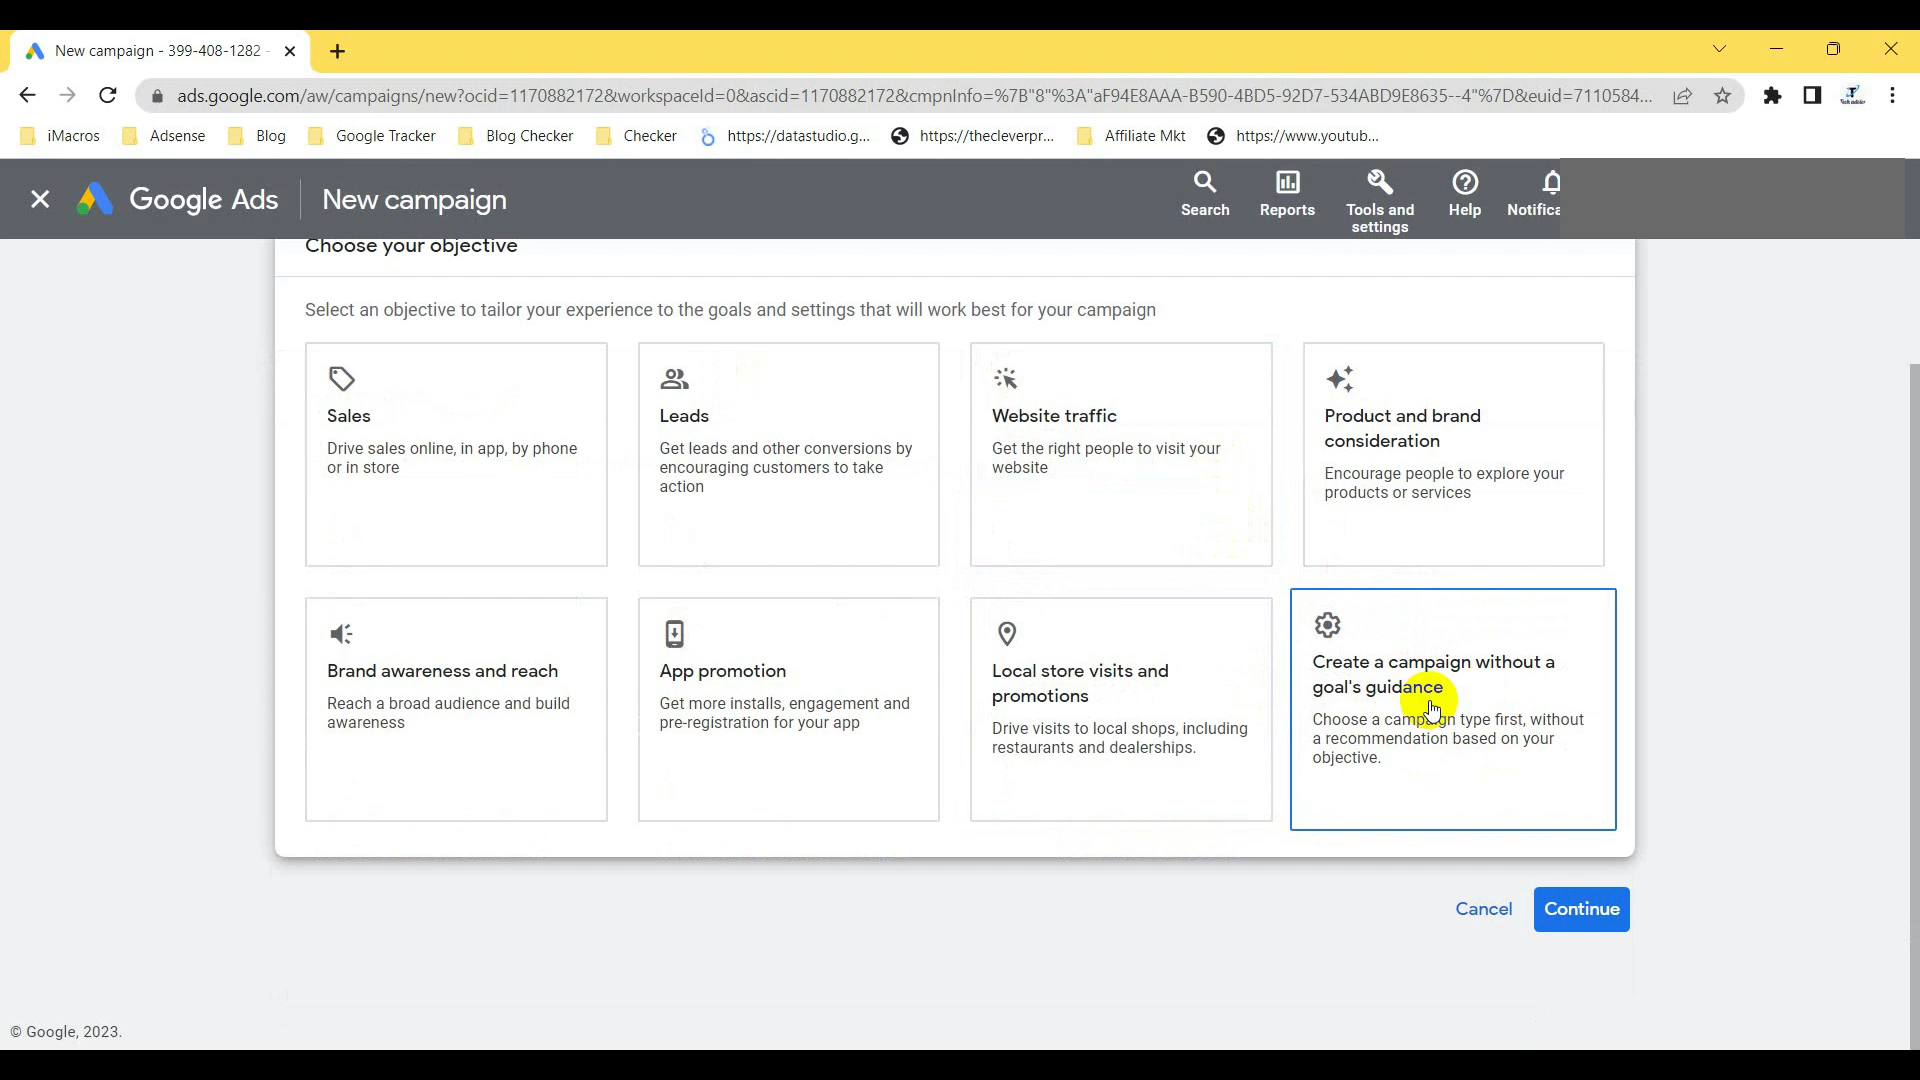 New campaign - 399-408-1282 -
ads.google.com/aw/campaigns/new?ocid=1170882172&workspaceId=0&ascid=1170882172&cmpnInfo=%7B"8"%3A"aF94E8AAA-B590-4BD5-92D7-534ABD9E8635--4"%7D&euid=7110584...
iMacros Adsense Blog Google Tracker Blog Checker Checker https://datastudio.g... https://thecleverpr... Affiliate Mkt https://www.youtub...
Google Ads New campaign
Search Reports Tools and settings Help Notifica
Choose your objective
Select an objective to tailor your experience to the goals and settings that will work best for your campaign
Sales
Drive sales online, in app, by phone
or in store
Leads
Get leads and other conversions by
encouraging customers to take
action
Website traffic
Get the right people to visit your
website
Product and brand
consideration
Encourage people to explore your
products or services
Brand awareness and reach
Reach a broad audience and build
awareness
App promotion
Get more installs, engagement and
pre-registration for your app
Local store visits and
promotions
Drive visits to local shops, including
restaurants and dealerships.
Create a campaign without a
goal's guidance
Choose a campaign type first, without
a recommendation based on your
objective.
Cancel Continue
© Google, 2023.